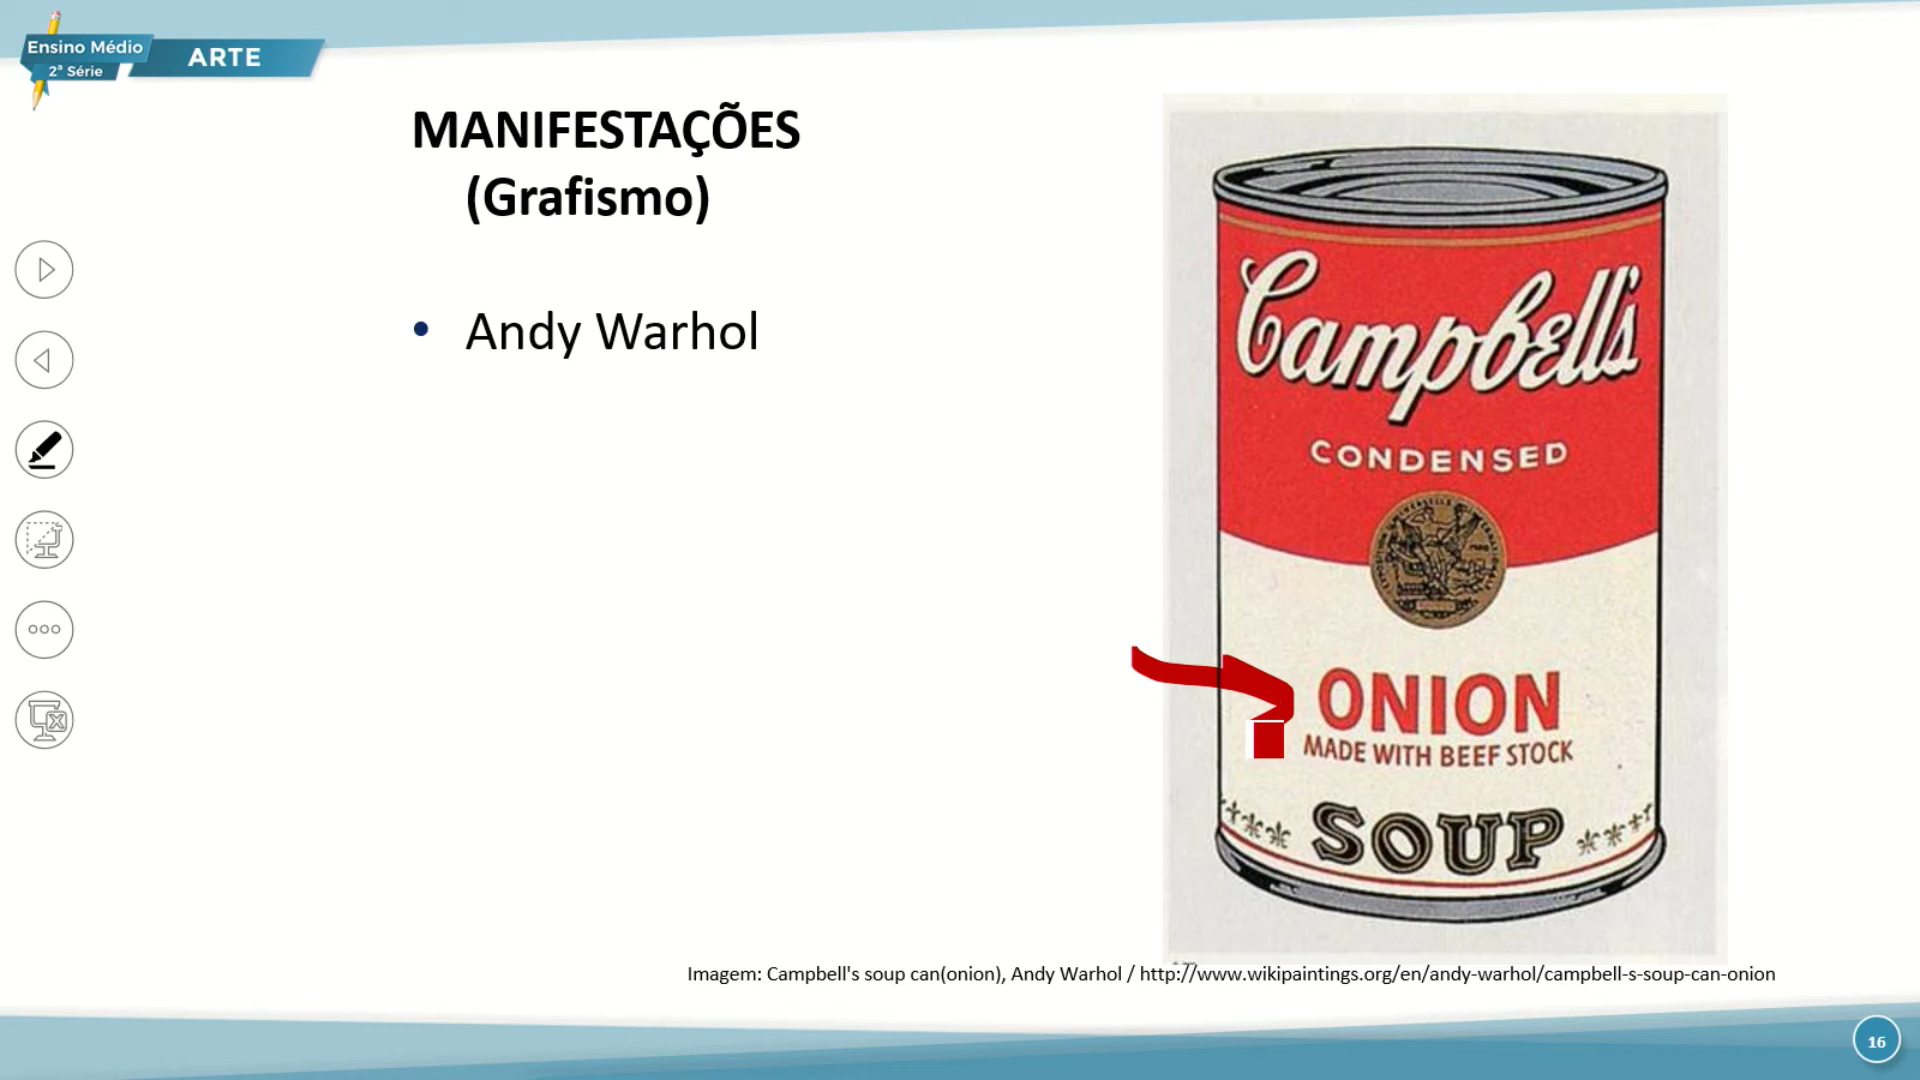 Ensino Médio
2ª Série
ARTE
MANIFESTAÇÕES
(Grafismo)
• Andy Warhol
Campbell's
CONDENSED
ONION
MADE WITH BEEF STOCK
SOUP
Imagem: Campbell's soup can(onion), Andy Warhol / http://www.wikipaintings.org/en/andy-warhol/campbell-s-soup-can-onion
16